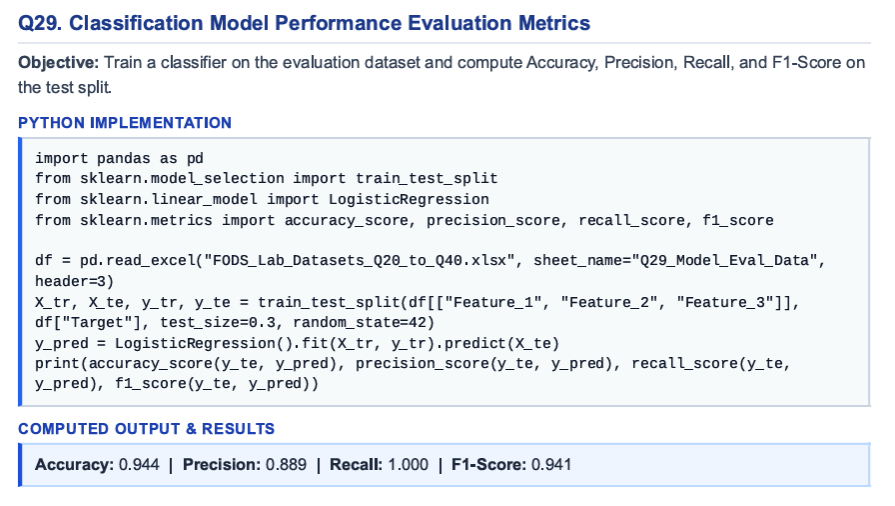 Q29. Classification Model Performance Evaluation Metrics
Objective: Train a classifier on the evaluation dataset and compute Accuracy, Precision, Recall, and F1-Score on
the test split.
PYTHON IMPLEMENTATION
import pandas as pd
from sklearn.model_selection import train_test_split
from sklearn.linear_model import LogisticRegression
from sklearn.metrics import accuracy_score, precision_score, recall_score, f1_score

df = pd.read_excel("FODS_Lab_Datasets_Q20_to_Q40.xlsx", sheet_name="Q29_Model_Eval_Data",
header=3)
X_tr, X_te, y_tr, y_te = train_test_split(df[["Feature_1", "Feature_2", "Feature_3"]],
df["Target"], test_size=0.3, random_state=42)
y_pred = LogisticRegression().fit(X_tr, y_tr).predict(X_te)
print(accuracy_score(y_te, y_pred), precision_score(y_te, y_pred), recall_score(y_te,
y_pred), f1_score(y_te, y_pred))
COMPUTED OUTPUT & RESULTS
Accuracy: 0.944 | Precision: 0.889 | Recall: 1.000 | F1-Score: 0.941